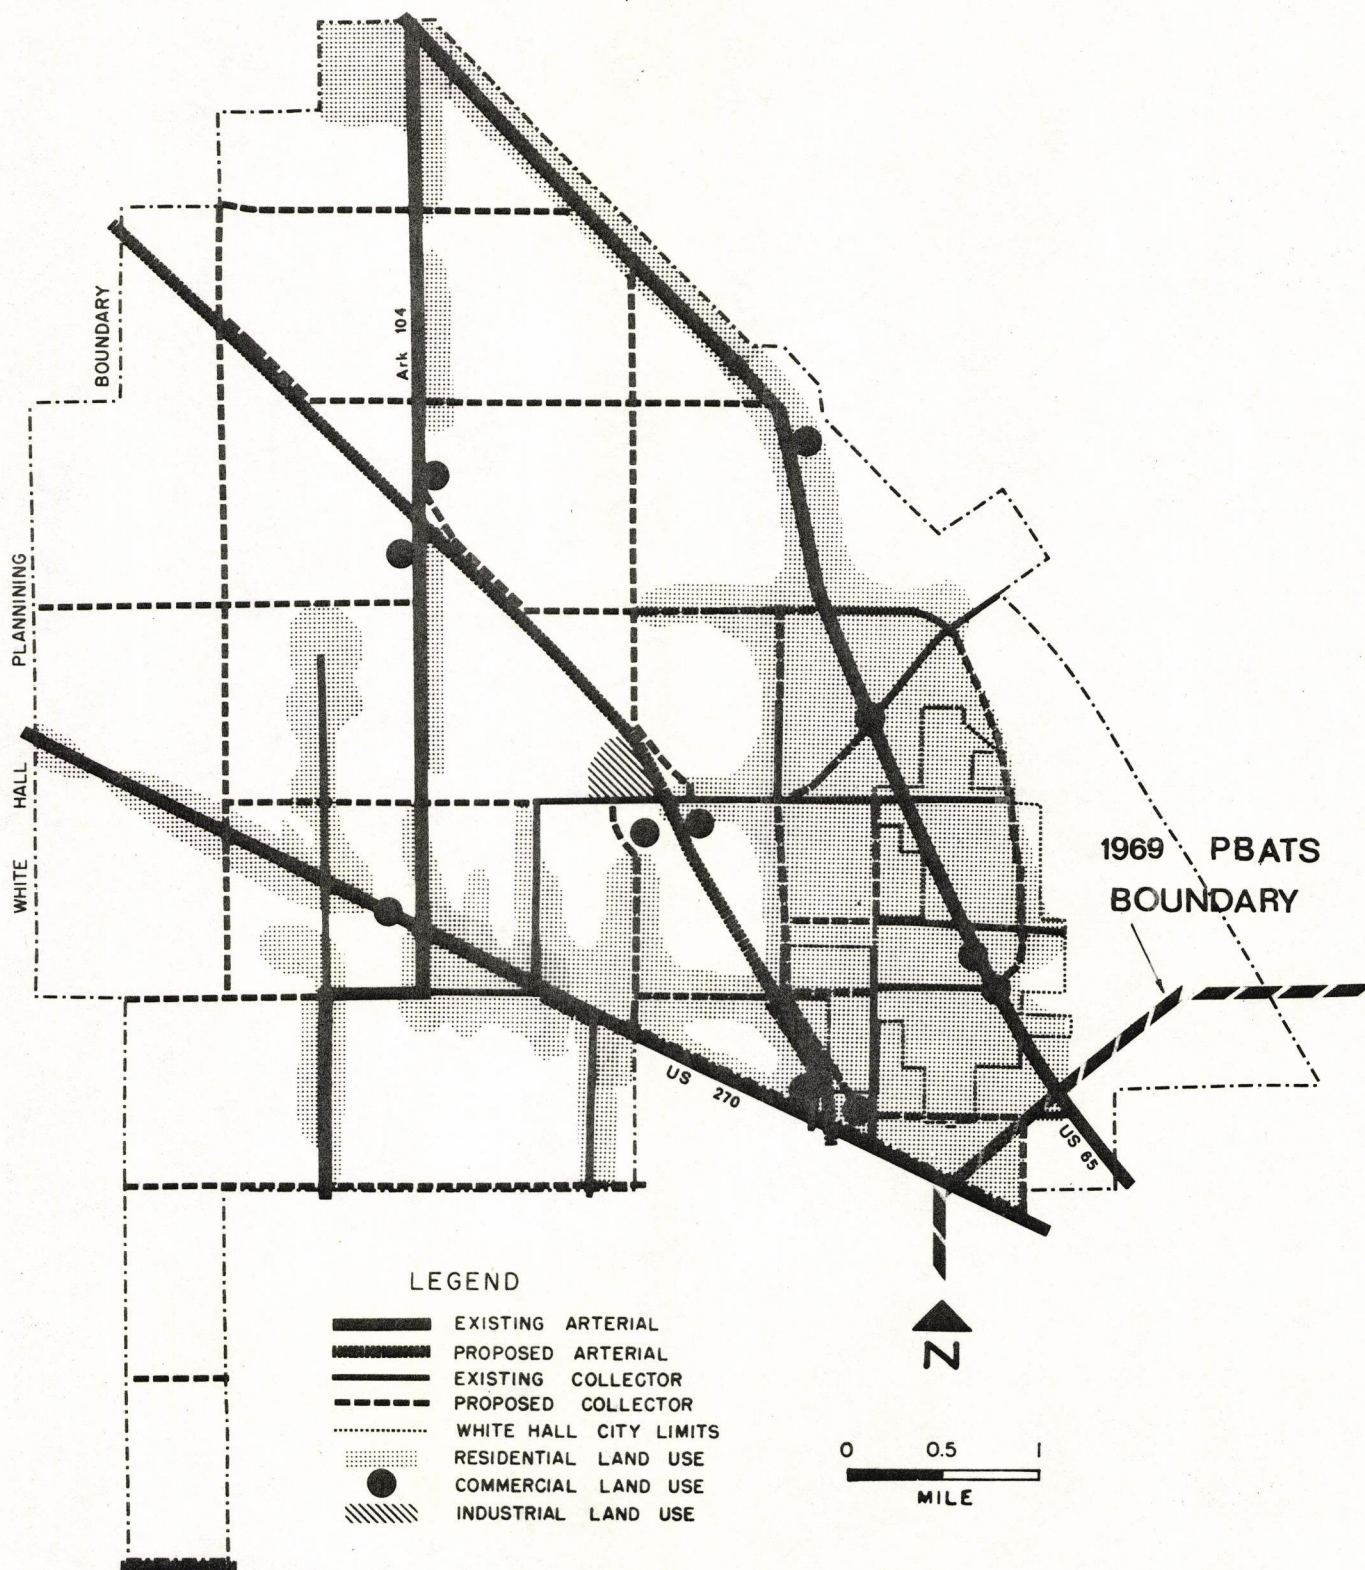 BOUNDARY
Ark 104
PLANNINING
HALL
WHITE
1969 PBATS
BOUNDARY
US 270
US 65
LEGEND
EXISTING ARTERIAL
PROPOSED ARTERIAL
EXISTING COLLECTOR
PROPOSED COLLECTOR
WHITE HALL CITY LIMITS
RESIDENTIAL LAND USE
COMMERCIAL LAND USE
INDUSTRIAL LAND USE
N
0 0.5 1
MILE